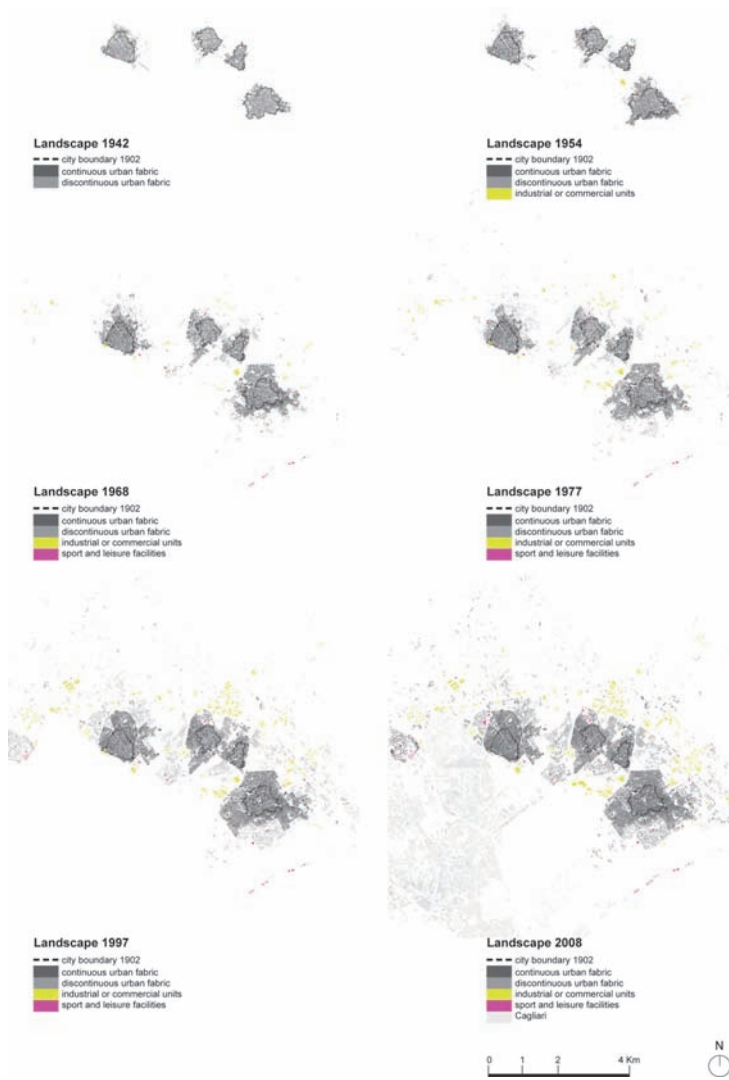 Landscape 1942
city boundary 1902
continuous urban fabric
discontinuous urban fabric
Landscape 1954
city boundary 1902
continuous urban fabric
discontinuous urban fabric
industrial or commercial units
Landscape 1968
city boundary 1902
continuous urban fabric
discontinuous urban fabric
industrial or commercial units
sport and leisure facilities
Landscape 1977
city boundary 1902
continuous urban fabric
discontinuous urban fabric
industrial or commercial units
sport and leisure facilities
Landscape 1997
city boundary 1902
continuous urban fabric
discontinuous urban fabric
industrial or commercial units
sport and leisure facilities
Landscape 2008
city boundary 1902
continuous urban fabric
discontinuous urban fabric
industrial or commercial units
sport and leisure facilities
Cagliari
N
0 1 2 4 Km